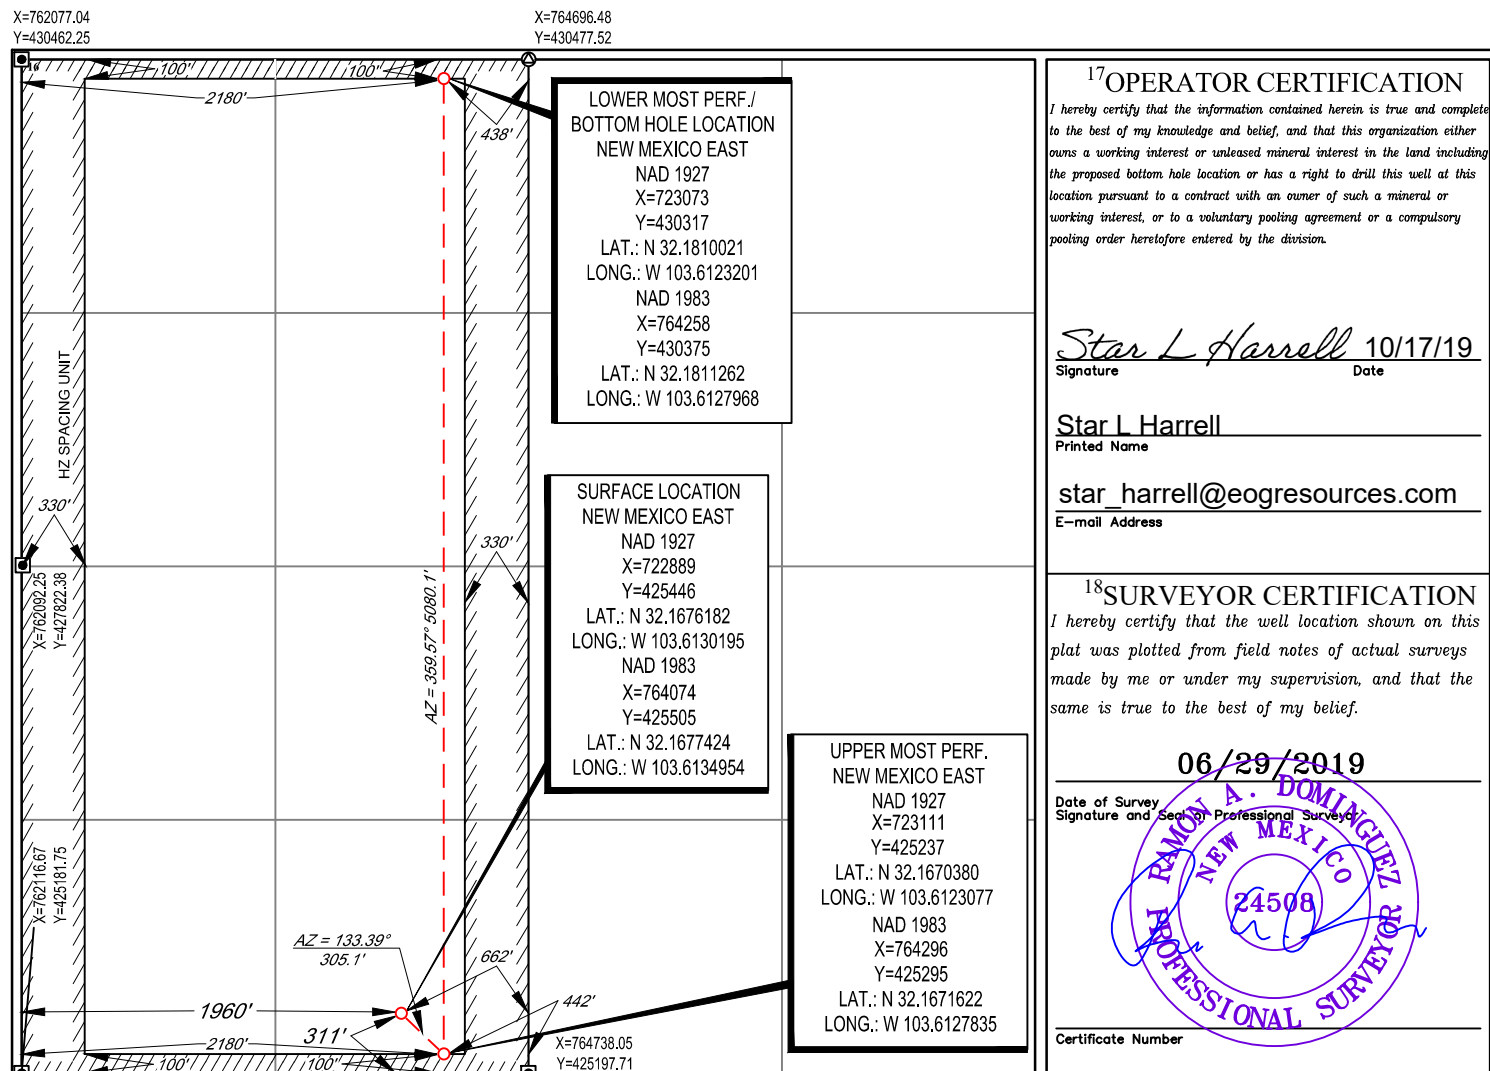 X=762077.04
Y=430462.25
X=764696.48
Y=430477.52
16
100'
100"
2180'
438'
LOWER MOST PERF./
BOTTOM HOLE LOCATION
NEW MEXICO EAST
NAD 1927
X=723073
Y=430317
LAT.: N 32.1810021
LONG.: W 103.6123201
NAD 1983
X=764258
Y=430375
LAT.: N 32.1811262
LONG.: W 103.6127968
HZ SPACING UNIT
330'
330'
X=762092.25
Y=427822.38
AZ = 359.57° 5080.1'
SURFACE LOCATION
NEW MEXICO EAST
NAD 1927
X=722889
Y=425446
LAT.: N 32.1676182
LONG.: W 103.6130195
NAD 1983
X=764074
Y=425505
LAT.: N 32.1677424
LONG.: W 103.6134954
UPPER MOST PERF.
NEW MEXICO EAST
NAD 1927
X=723111
Y=425237
LAT.: N 32.1670380
LONG.: W 103.6123077
NAD 1983
X=764296
Y=425295
LAT.: N 32.1671622
LONG.: W 103.6127835
X=762116.67
Y=425181.75
AZ = 133.39°
305.1'
662'
1960'
442'
311'
2180'
100'
100"
X=764738.05
Y=425197.71
17 OPERATOR CERTIFICATION
I hereby certify that the information contained herein is true and complete
to the best of my knowledge and belief, and that this organization either
owns a working interest or unleased mineral interest in the land including
the proposed bottom hole location or has a right to drill this well at this
location pursuant to a contract with an owner of such a mineral or
working interest, or to a voluntary pooling agreement or a compulsory
pooling order heretofore entered by the division.
Star L Harrell 10/17/19
Signature Date
Star L Harrell
Printed Name
star_harrell@eogresources.com
E-mail Address
18 SURVEYOR CERTIFICATION
I hereby certify that the well location shown on this
plat was plotted from field notes of actual surveys
made by me or under my supervision, and that the
same is true to the best of my belief.
06/29/2019
Date of Survey
Signature and Seal of Professional Surveyor
RAMON A. DOMINGUEZ
NEW MEXICO
24508
PROFESSIONAL SURVEYOR
Certificate Number